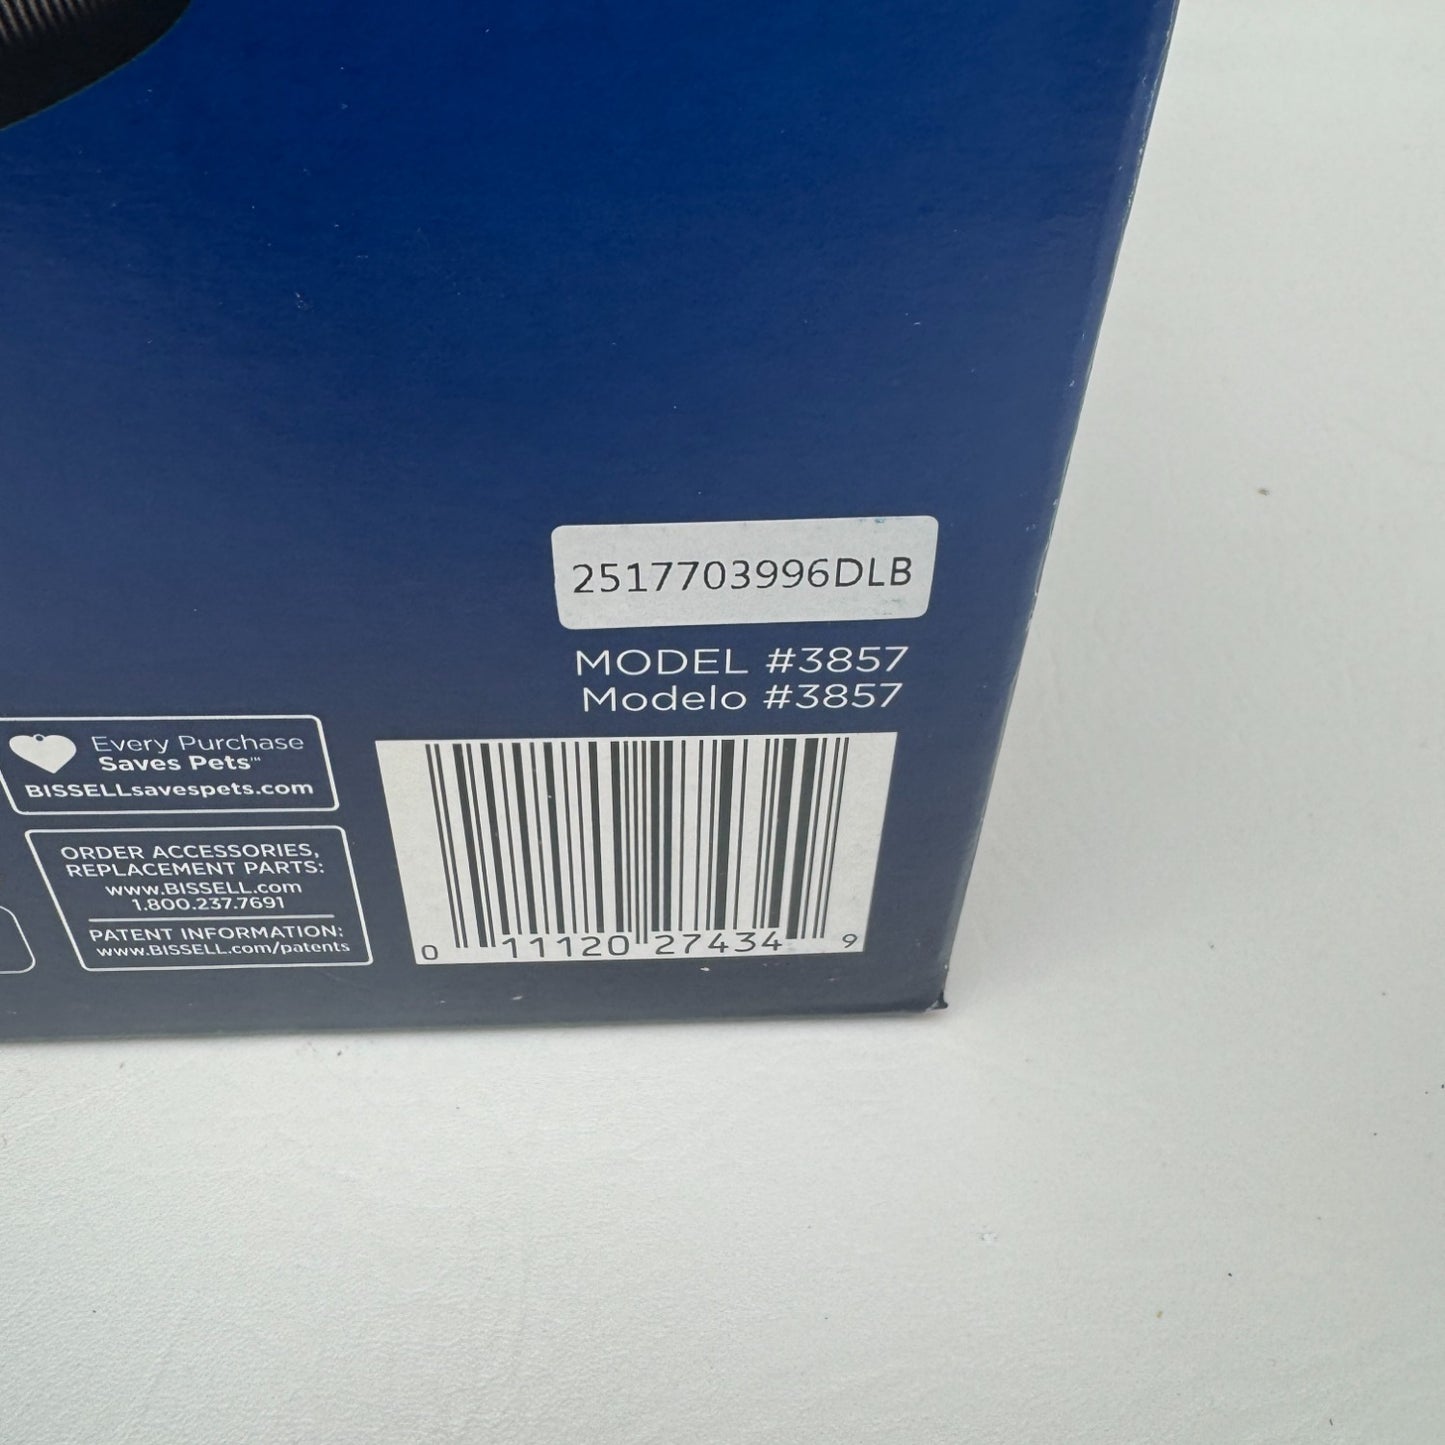 2517703996DLB
MODEL #3857
Modelo #3857
Every Purchase
Saves Pets™
BISSELLsavespets.com
ORDER ACCESSORIES,
REPLACEMENT PARTS:
www.BISSELL.com
1.800.237.7691
PATENT INFORMATION:
www.BISSELL.com/patents
0 11120 27434 9